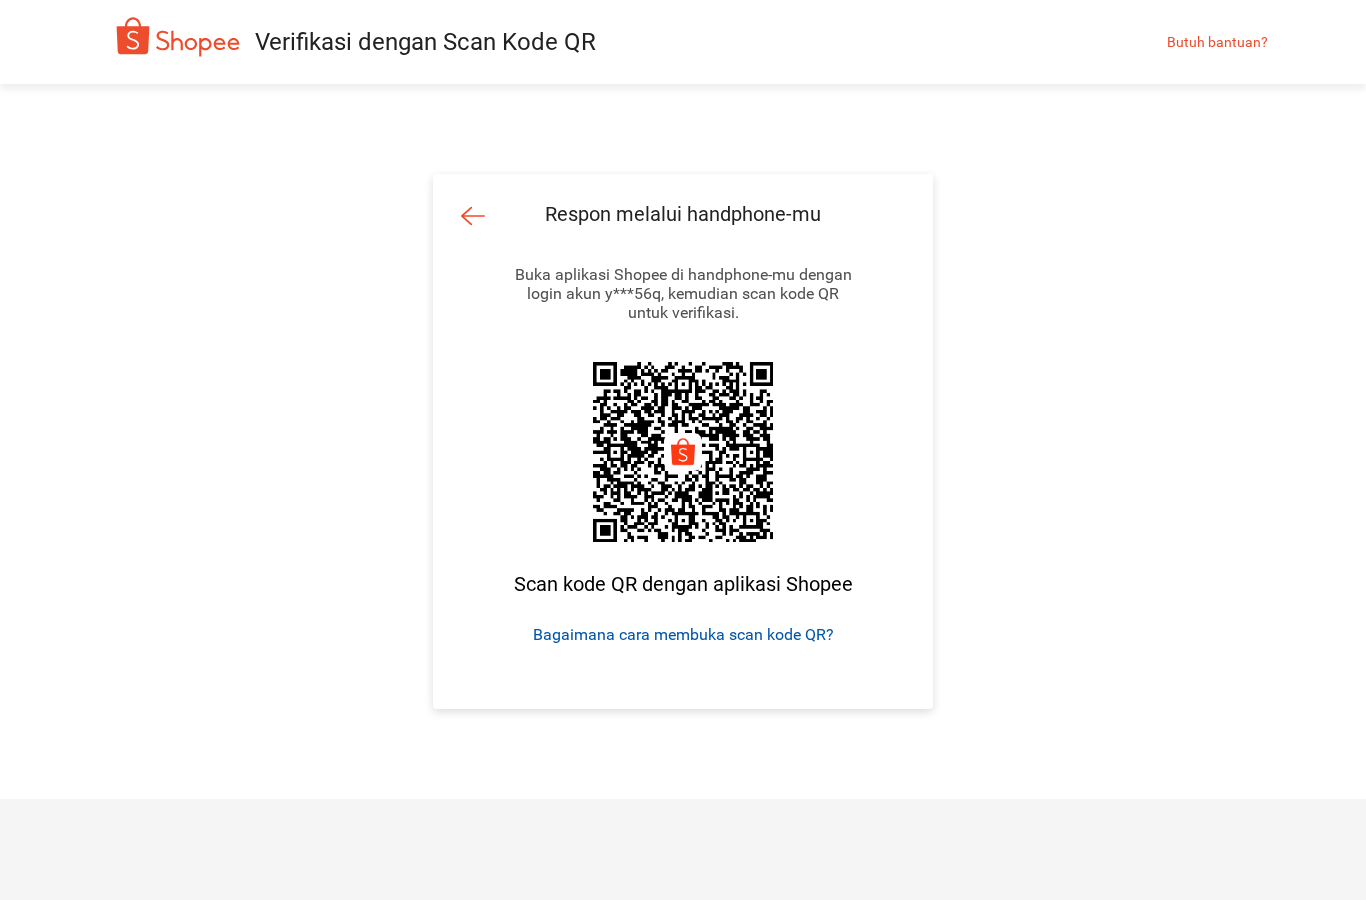 Shopee Verifikasi dengan Scan Kode QR
Butuh bantuan?
Respon melalui handphone-mu
Buka aplikasi Shopee di handphone-mu dengan
login akun y***56q, kemudian scan kode QR
untuk verifikasi.
Scan kode QR dengan aplikasi Shopee
Bagaimana cara membuka scan kode QR?